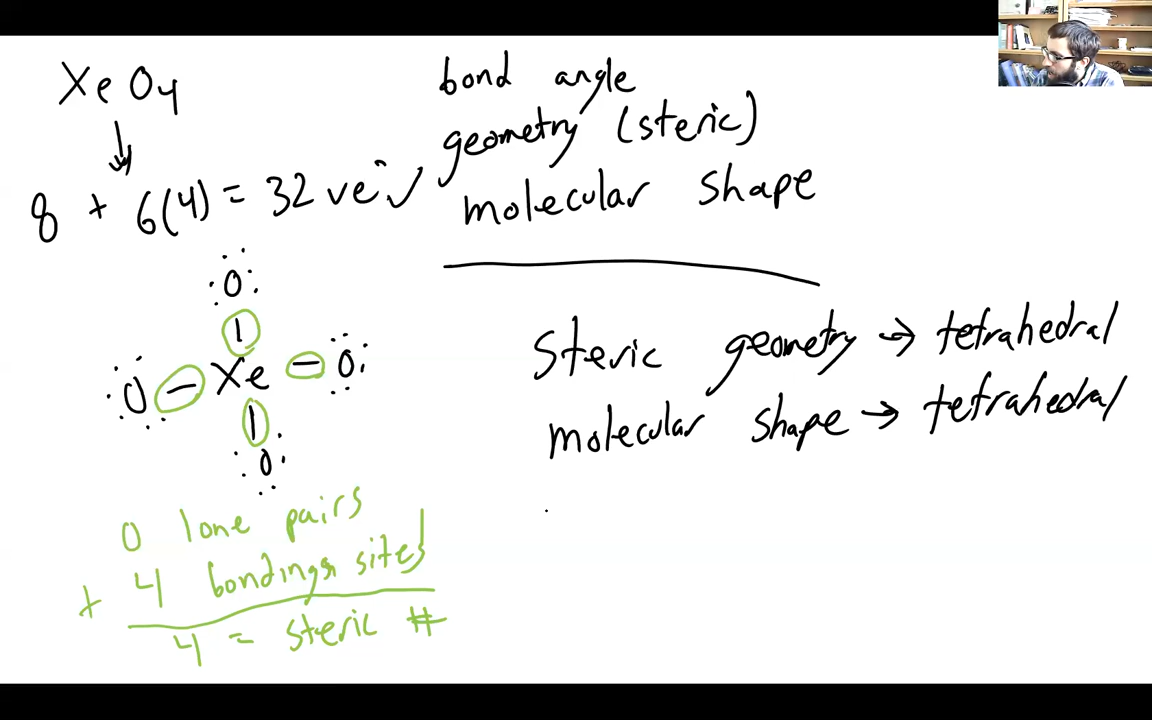 XeO4
↓
8 + 6(4) = 32 ve⁻ ✓
bond angle
geometry (steric)
molecular shape
Steric geometry → tetrahedral
molecular shape → tetrahedral
O
|
O – Xe – O
|
O
0 lone pairs
+ 4 bondings sites
4 = steric #